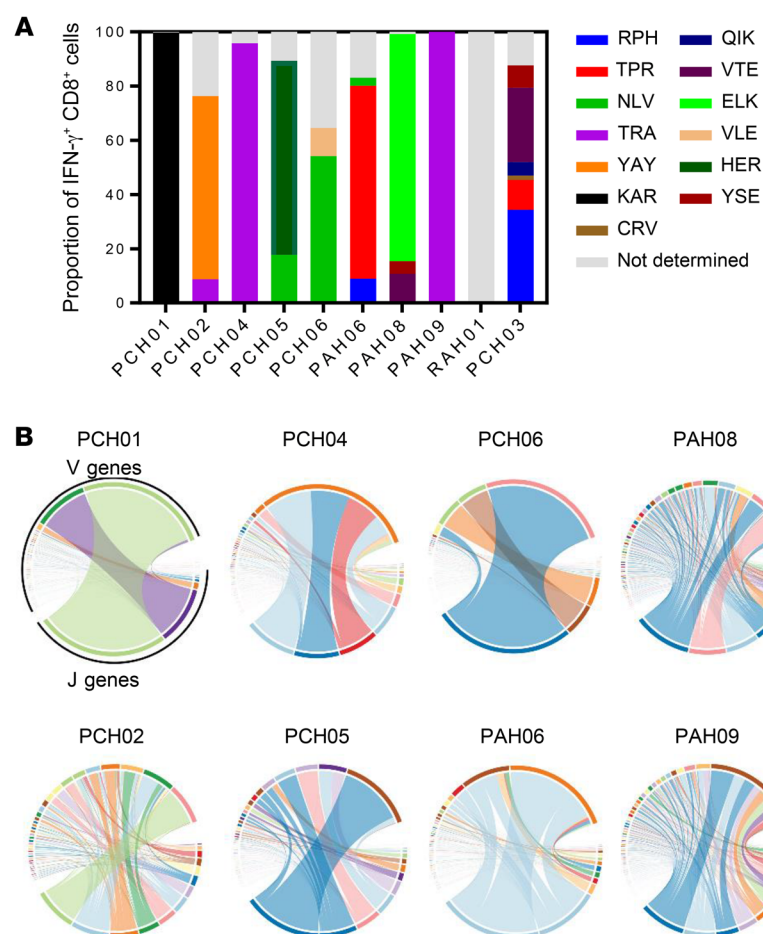 A
Proportion of IFN-γ⁺ CD8⁺ cells
100
80
60
40
20
0
PCH01
PCH02
PCH04
PCH05
PCH06
PAH06
PAH08
PAH09
RAH01
PCH03
RPH
TPR
NLV
TRA
YAY
KAR
CRV
Not determined
QIK
VTE
ELK
VLE
HER
YSE
B
PCH01
PCH04
PCH06
PAH08
V genes
J genes
PCH02
PCH05
PAH06
PAH09